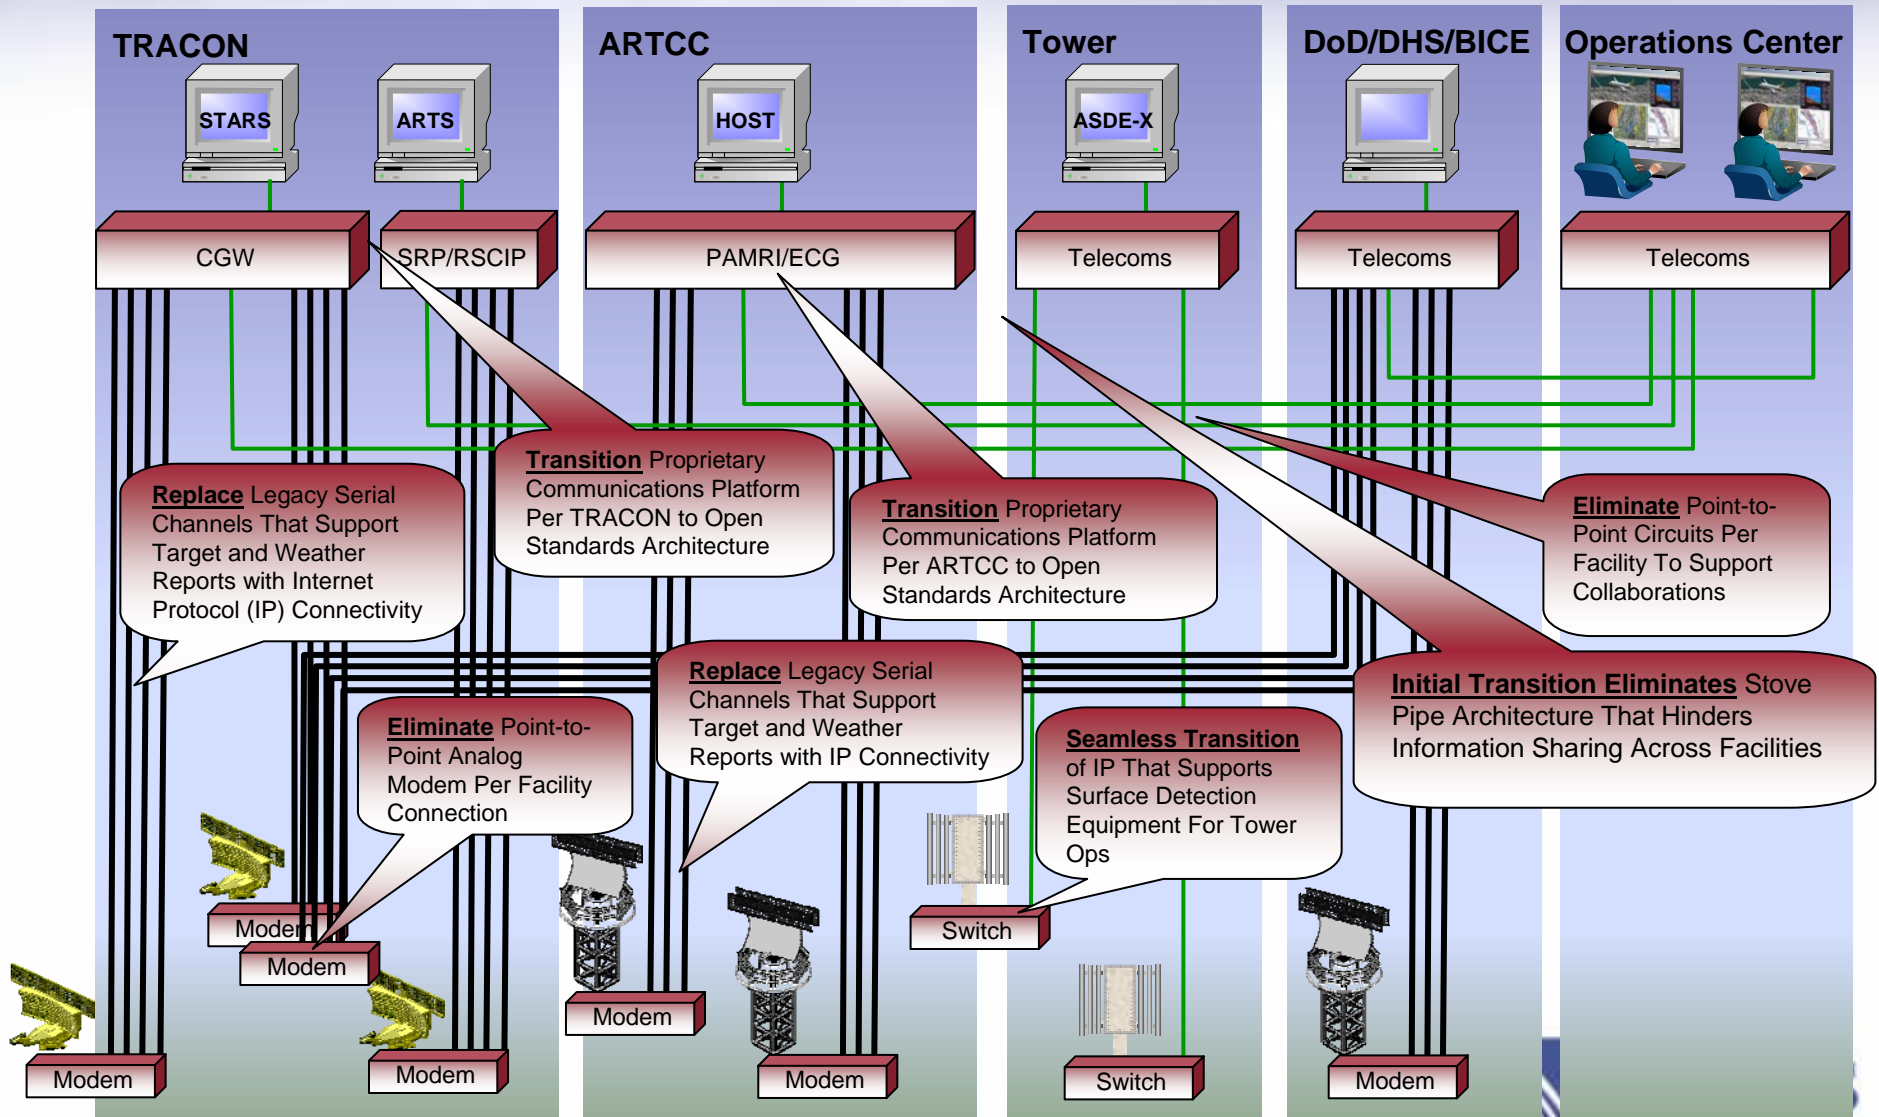 TRACON
ARTCC
Tower
DoD/DHS/BICE
Operations Center
STARS
ARTS
HOST
ASDE-X
CGW
SRP/RSCIP
PAMRI/ECG
Telecoms
Telecoms
Telecoms
Replace Legacy Serial
Channels That Support
Target and Weather
Reports with Internet
Protocol (IP) Connectivity
Transition Proprietary
Communications Platform
Per TRACON to Open
Standards Architecture
Transition Proprietary
Communications Platform
Per ARTCC to Open
Standards Architecture
Eliminate Point-to-
Point Circuits Per
Facility To Support
Collaborations
Eliminate Point-to-
Point Analog
Modem Per Facility
Connection
Replace Legacy Serial
Channels That Support
Target and Weather
Reports with IP Connectivity
Seamless Transition
of IP That Supports
Surface Detection
Equipment For Tower
Ops
Initial Transition Eliminates Stove
Pipe Architecture That Hinders
Information Sharing Across Facilities
Modem
Modem
Switch
Modem
Modem
Modem
Modem
Switch
Modem